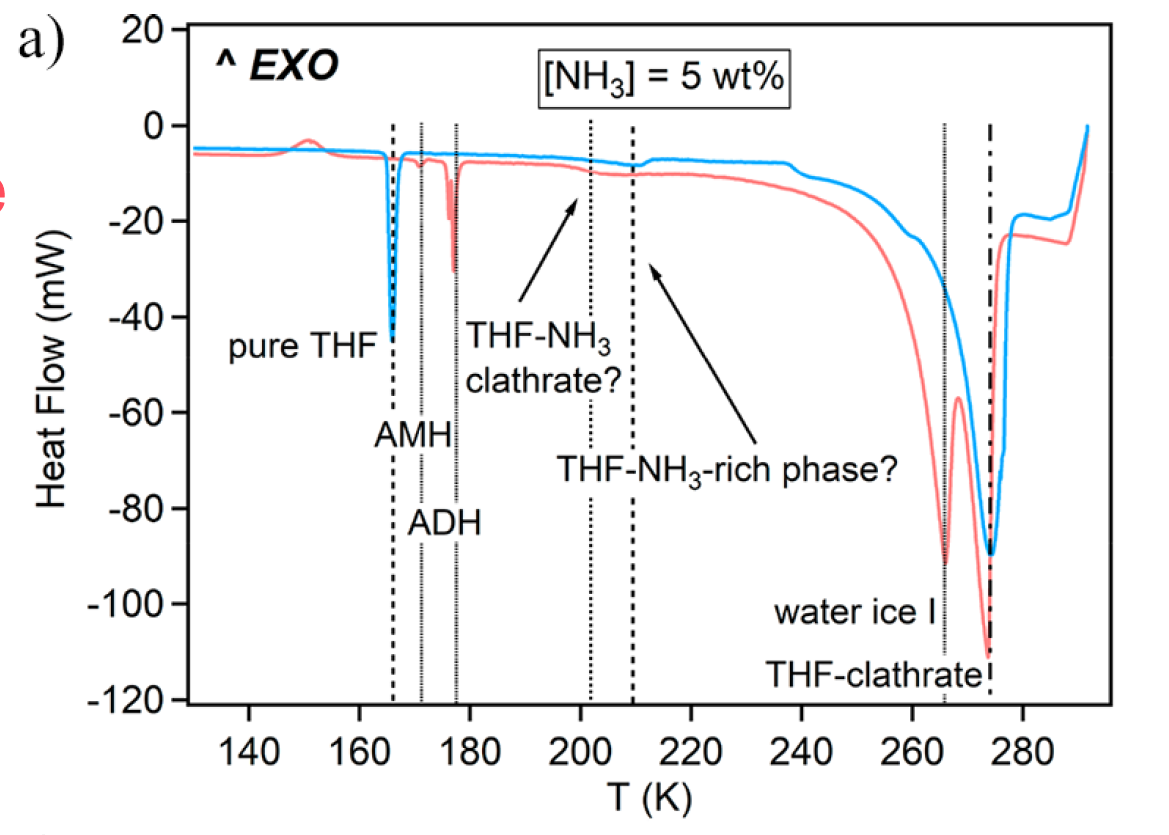 a)
^ EXO
[NH3] = 5 wt%
20
0
-20
-40
-60
-80
-100
-120
Heat Flow (mW)
pure THF
AMH
ADH
THF-NH3
clathrate?
THF-NH3-rich phase?
water ice I
THF-clathrate
140 160 180 200 220 240 260 280
T (K)